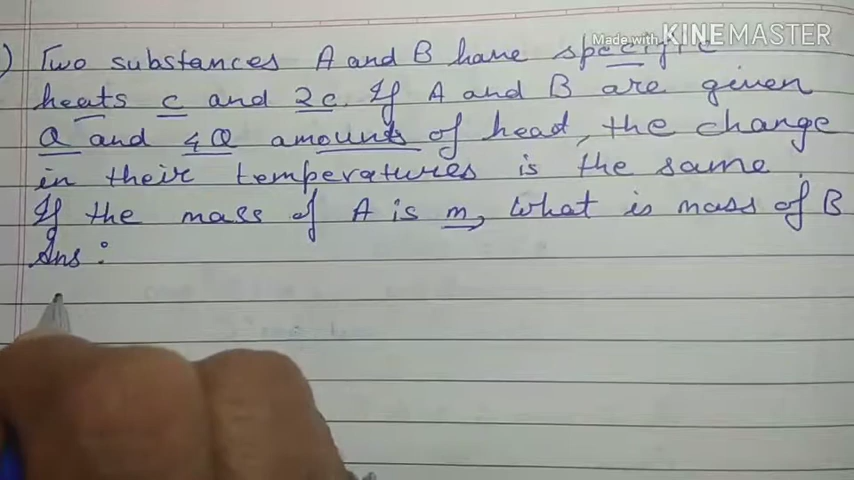 Made with KINEMASTER
) Two substances A and B have specific
heats c and 2c. If A and B are given
Q and 4Q amounts of head, the change
in their temperatures is the same.
If the mass of A is m, What is mass of B
Ans: